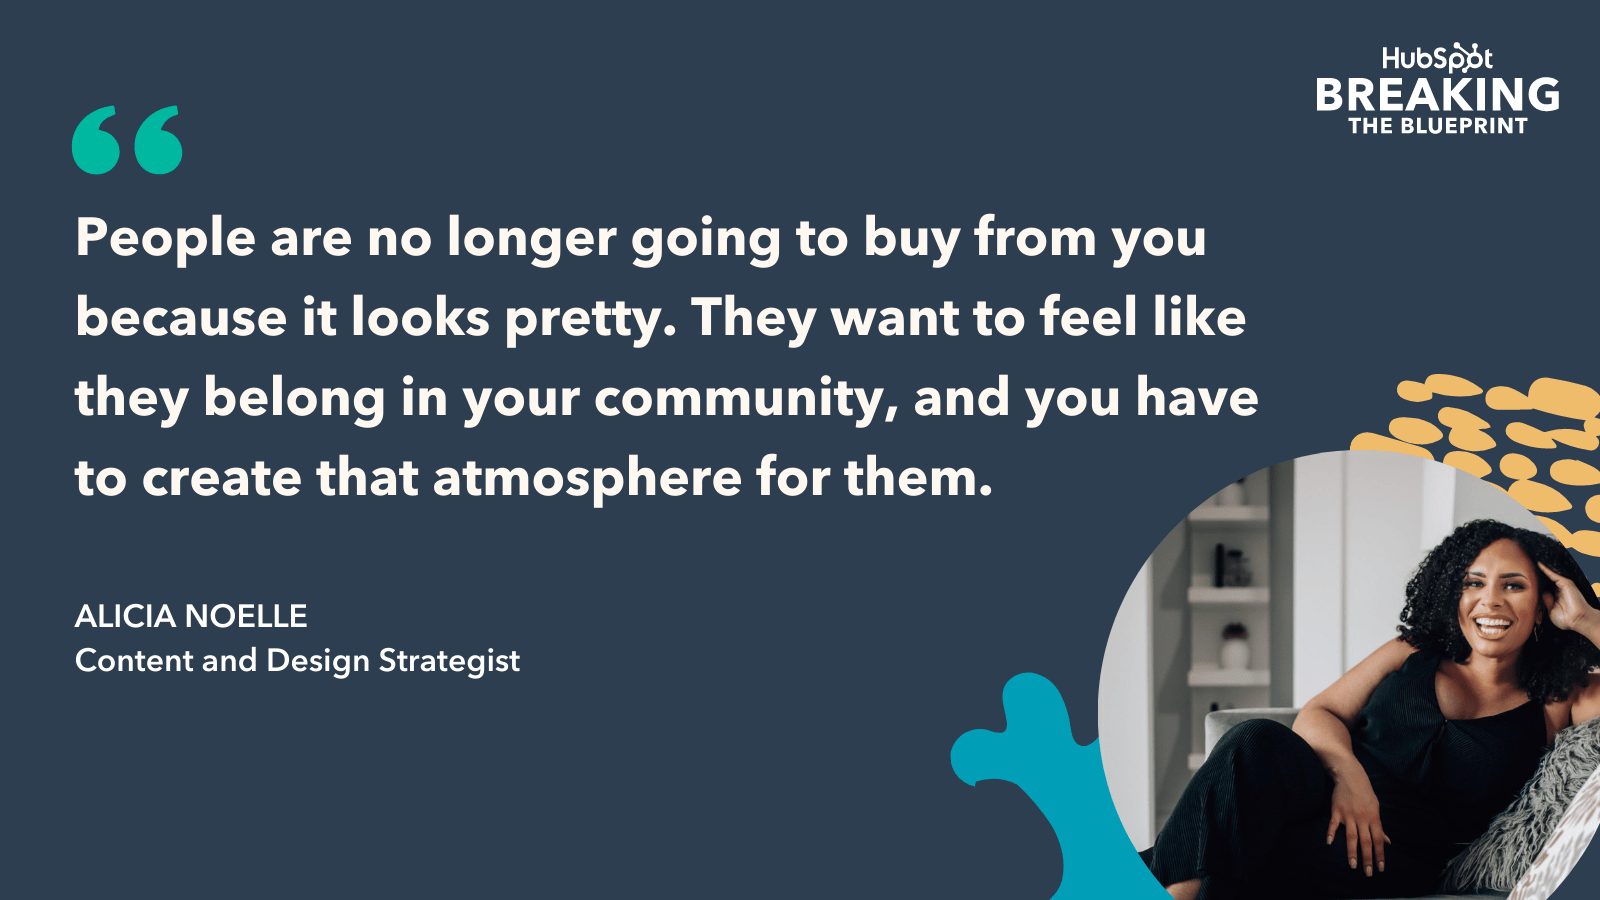 HubSpot
BREAKING
THE BLUEPRINT
“
People are no longer going to buy from you
because it looks pretty. They want to feel like
they belong in your community, and you have
to create that atmosphere for them.
ALICIA NOELLE
Content and Design Strategist